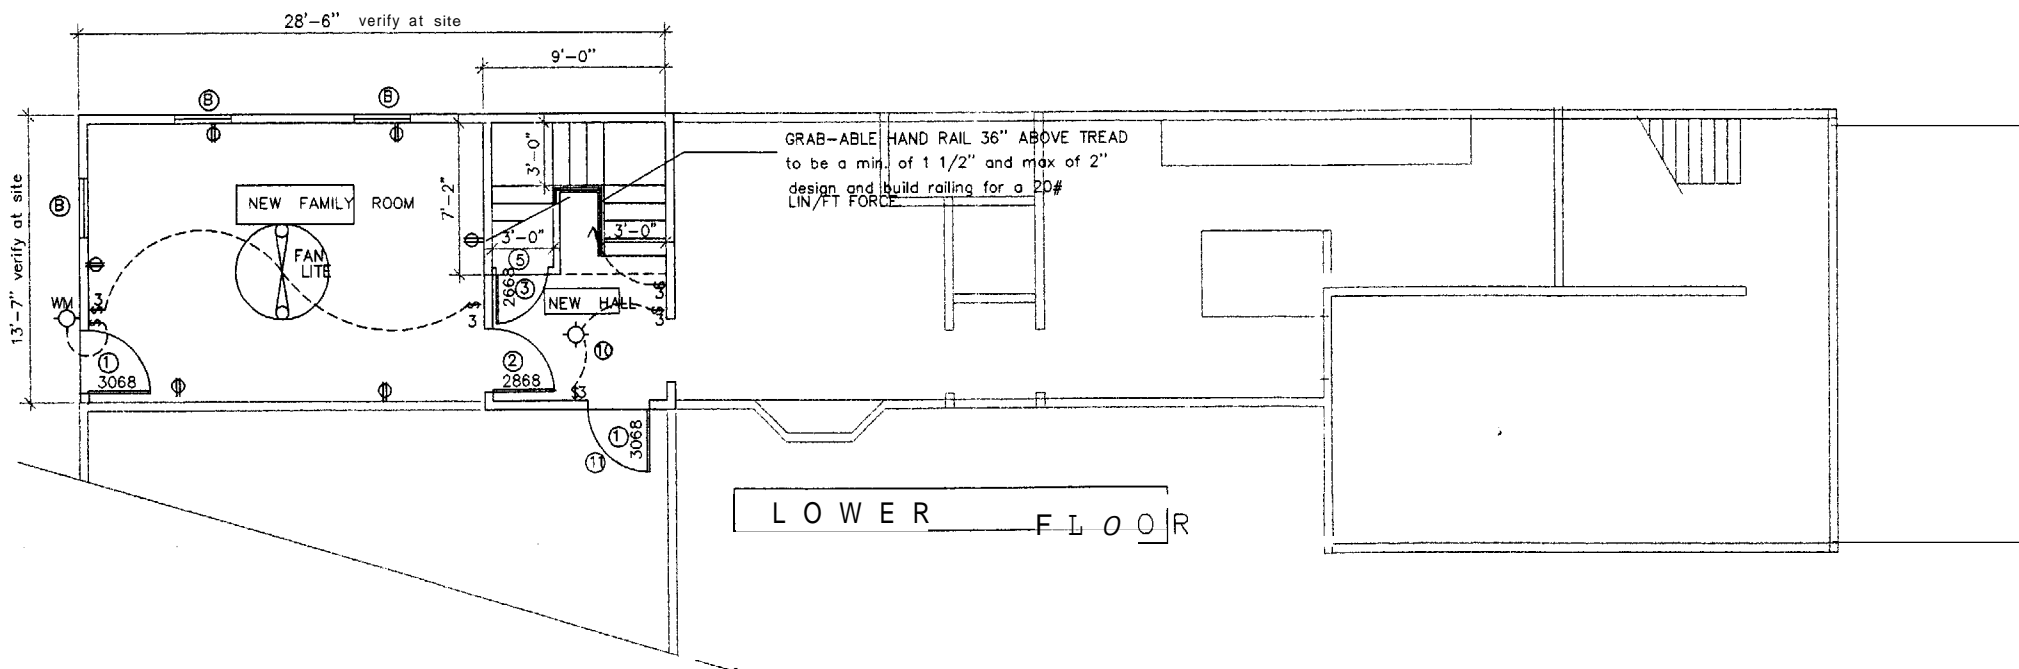 28'-6" verify at site
9'-0"
B
B
GRAB-ABLE HAND RAIL 36" ABOVE TREAD
to be a min. of 1 1/2" and max of 2"
design and build railing for a 20#
LIN/FT FORCE
3'-0"
7'-2"
13'-7" verify at site
B
NEW FAMILY ROOM
3'-0"
3'-0"
FAN
LITE
5
2668
3
NEW HALL
WM
3
$
$
$
3
$
3
$
3
10
1
3068
2
2868
$3
1
3068
11
LOWER FLOOR